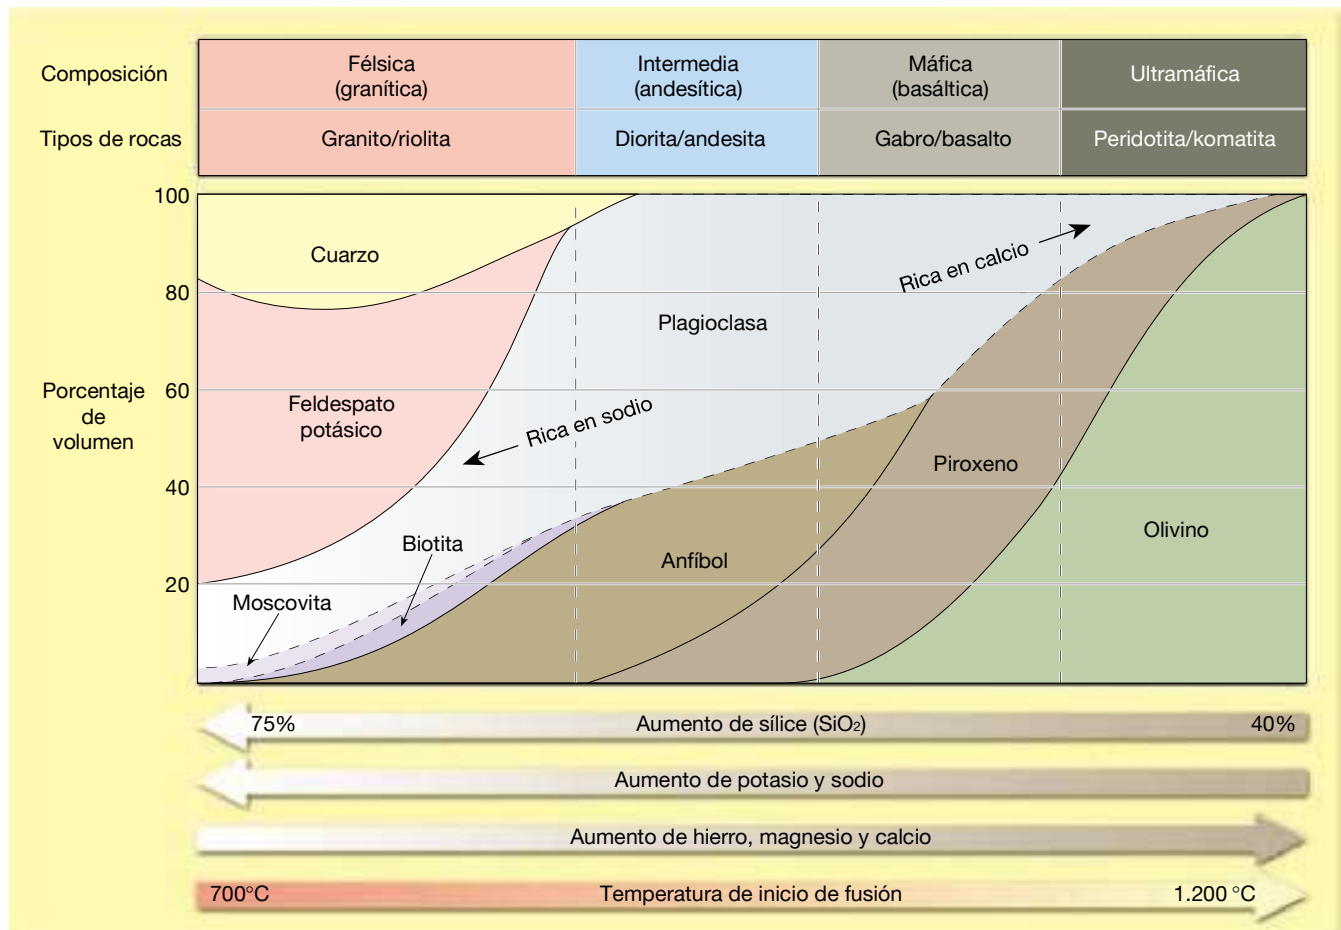 Composición
Félsica
(granítica)
Intermedia
(andesítica)
Máfica
(basáltica)
Ultramáfica
Tipos de rocas
Granito/riolita
Diorita/andesita
Gabro/basalto
Peridotita/komatita
100
80
60
40
20
Porcentaje
de
volumen
Cuarzo
Feldespato
potásico
Rica en sodio
Plagioclasa
Rica en calcio
Biotita
Moscovita
Anfíbol
Piroxeno
Olivino
75% Aumento de sílice (SiO2) 40%
Aumento de potasio y sodio
Aumento de hierro, magnesio y calcio
700°C Temperatura de inicio de fusión 1.200 °C